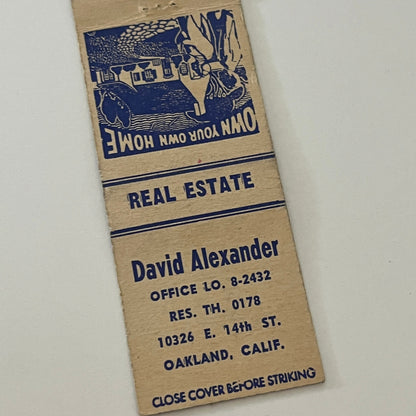 OWN YOUR OWN HOME
REAL ESTATE
David Alexander
OFFICE LO. 8-2432
RES. TH. 0178
10326 E. 14th ST.
OAKLAND, CALIF.
CLOSE COVER BEFORE STRIKING